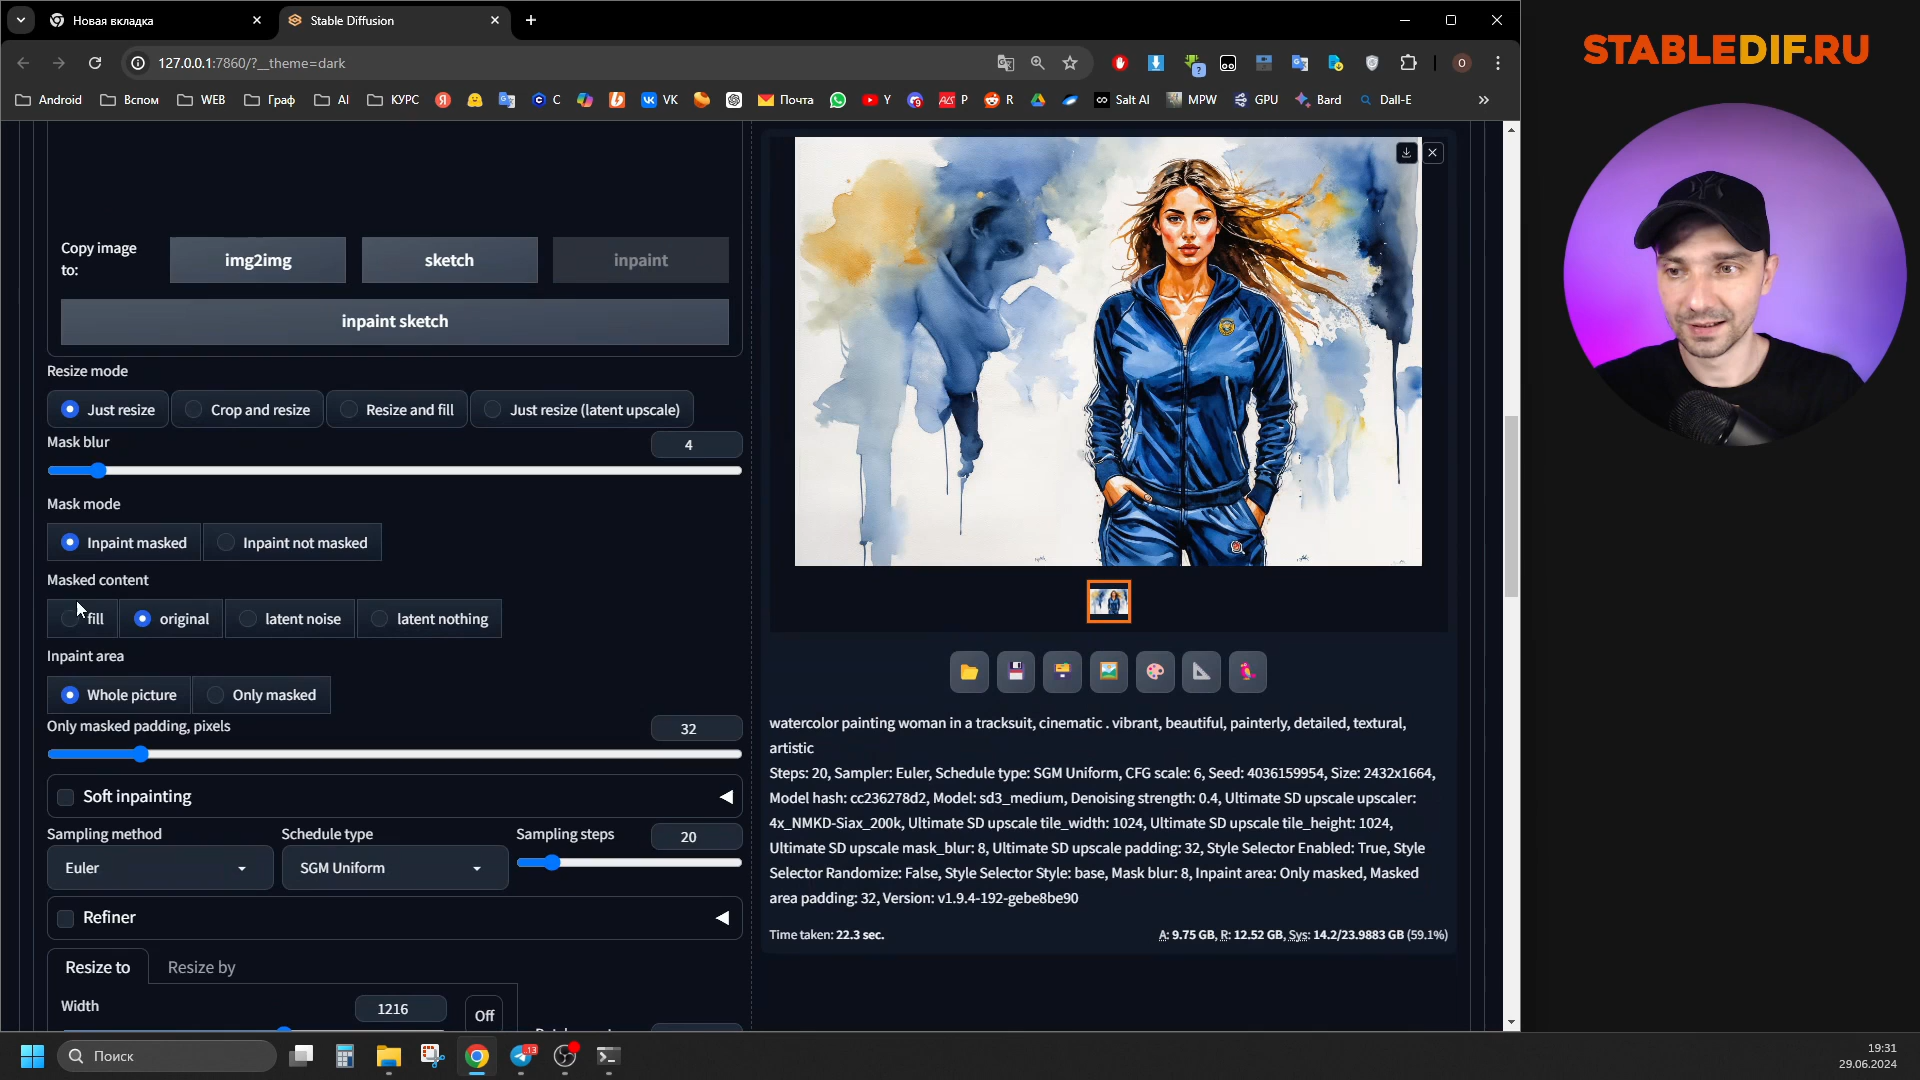 Новая вкладка
Stable Diffusion
127.0.0.1:7860/?__theme=dark
O
Android
Вспом
WEB
Граф
AI
КУРС
C
VK
Почта
Y
P
R
Salt AI
MPW
GPU
Bard
Dall-E
STABLEDIF.RU
Copy image
to:
img2img
sketch
inpaint
inpaint sketch
Resize mode
Just resize
Crop and resize
Resize and fill
Just resize (latent upscale)
Mask blur
4
Mask mode
Inpaint masked
Inpaint not masked
Masked content
fill
original
latent noise
latent nothing
Inpaint area
Whole picture
Only masked
Only masked padding, pixels
32
Soft inpainting
Sampling method
Schedule type
Sampling steps
20
Euler
SGM Uniform
Refiner
Resize to
Resize by
Width
1216
Off
watercolor painting woman in a tracksuit, cinematic . vibrant, beautiful, painterly, detailed, textural,
artistic
Steps: 20, Sampler: Euler, Schedule type: SGM Uniform, CFG scale: 6, Seed: 4036159954, Size: 2432x1664,
Model hash: cc236278d2, Model: sd3_medium, Denoising strength: 0.4, Ultimate SD upscale upscaler:
4x_NMKD-Siax_200k, Ultimate SD upscale tile_width: 1024, Ultimate SD upscale tile_height: 1024,
Ultimate SD upscale mask_blur: 8, Ultimate SD upscale padding: 32, Style Selector Enabled: True, Style
Selector Randomize: False, Style Selector Style: base, Mask blur: 8, Inpaint area: Only masked, Masked
area padding: 32, Version: v1.9.4-192-gebe8be90
Time taken: 22.3 sec.
A: 9.75 GB, R: 12.52 GB, Sys: 14.2/23.9883 GB (59.1%)
Поиск
13
19:31
29.06.2024